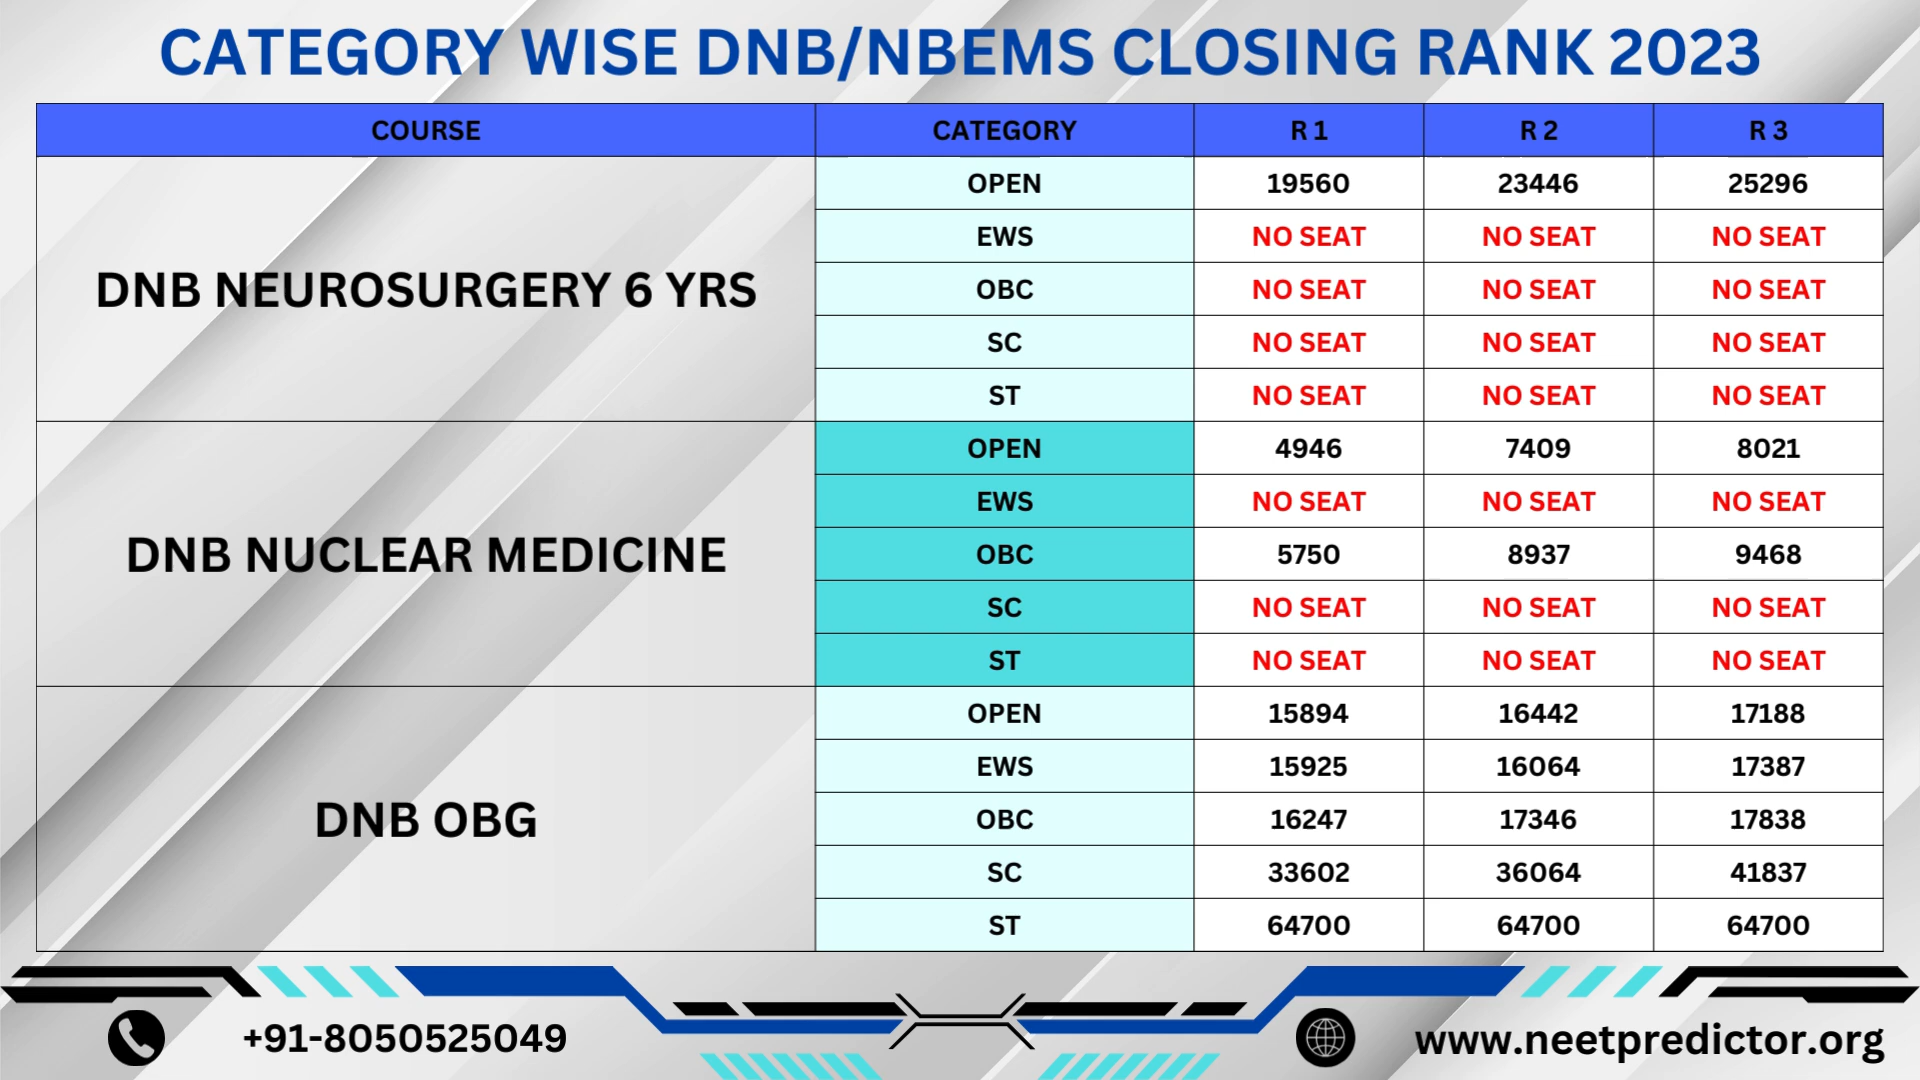 CATEGORY WISE DNB/NBEMS CLOSING RANK 2023
COURSE CATEGORY R 1 R 2 R 3
DNB NEUROSURGERY 6 YRS
OPEN 19560 23446 25296
EWS NO SEAT NO SEAT NO SEAT
OBC NO SEAT NO SEAT NO SEAT
SC NO SEAT NO SEAT NO SEAT
ST NO SEAT NO SEAT NO SEAT
DNB NUCLEAR MEDICINE
OPEN 4946 7409 8021
EWS NO SEAT NO SEAT NO SEAT
OBC 5750 8937 9468
SC NO SEAT NO SEAT NO SEAT
ST NO SEAT NO SEAT NO SEAT
DNB OBG
OPEN 15894 16442 17188
EWS 15925 16064 17387
OBC 16247 17346 17838
SC 33602 36064 41837
ST 64700 64700 64700
+91-8050525049
www.neetpredictor.org